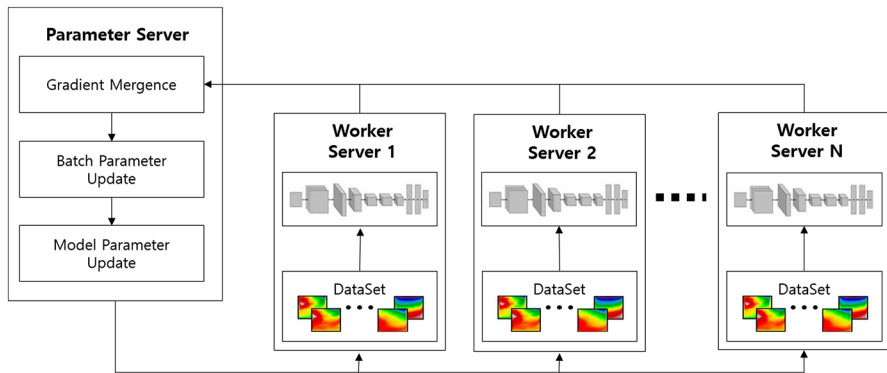 Parameter Server
Gradient Mergence
Batch Parameter
Update
Model Parameter
Update
Worker
Server 1
DataSet
Worker
Server 2
DataSet
Worker
Server N
DataSet